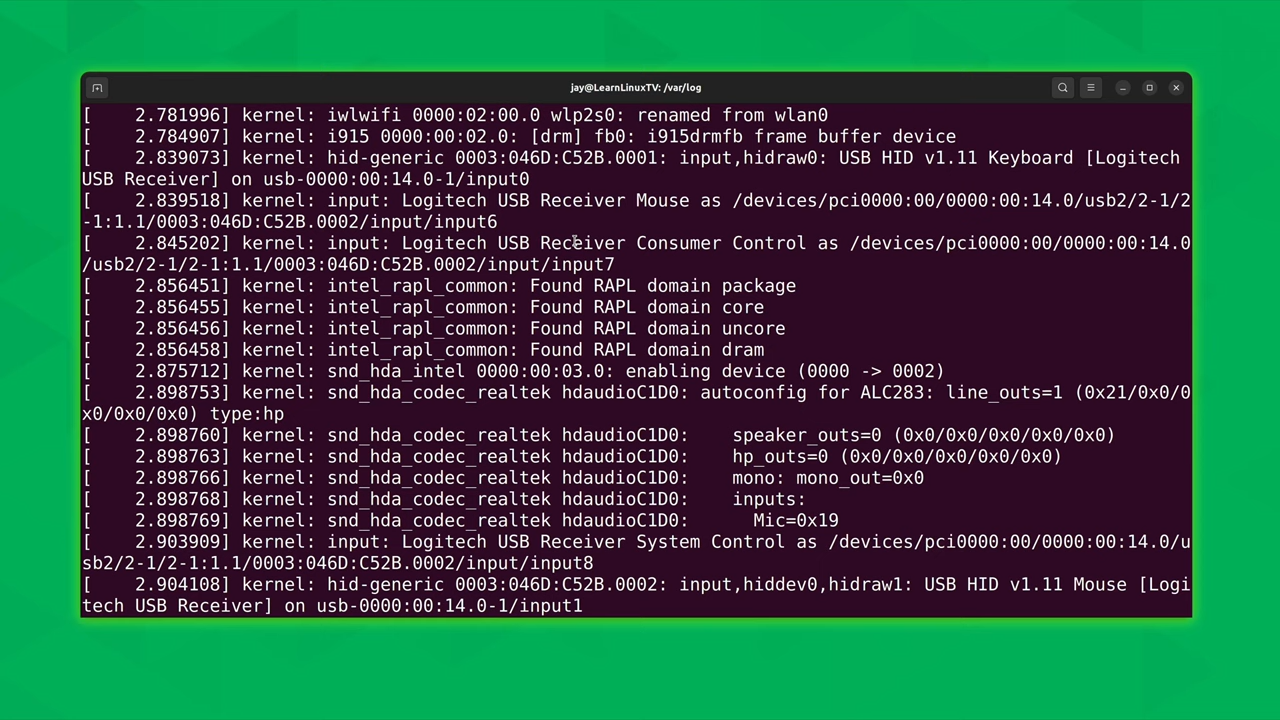 jay@LearnLinuxTV: /var/log
[    2.781996] kernel: iwlwifi 0000:02:00.0 wlp2s0: renamed from wlan0
[    2.784907] kernel: i915 0000:00:02.0: [drm] fb0: i915drmfb frame buffer device
[    2.839073] kernel: hid-generic 0003:046D:C52B.0001: input,hidraw0: USB HID v1.11 Keyboard [Logitech
USB Receiver] on usb-0000:00:14.0-1/input0
[    2.839518] kernel: input: Logitech USB Receiver Mouse as /devices/pci0000:00/0000:00:14.0/usb2/2-1/2
-1:1.1/0003:046D:C52B.0002/input/input6
[    2.845202] kernel: input: Logitech USB Receiver Consumer Control as /devices/pci0000:00/0000:00:14.0
/usb2/2-1/2-1:1.1/0003:046D:C52B.0002/input/input7
[    2.856451] kernel: intel_rapl_common: Found RAPL domain package
[    2.856455] kernel: intel_rapl_common: Found RAPL domain core
[    2.856456] kernel: intel_rapl_common: Found RAPL domain uncore
[    2.856458] kernel: intel_rapl_common: Found RAPL domain dram
[    2.875712] kernel: snd_hda_intel 0000:00:03.0: enabling device (0000 -> 0002)
[    2.898753] kernel: snd_hda_codec_realtek hdaudioC1D0: autoconfig for ALC283: line_outs=1 (0x21/0x0/0
x0/0x0/0x0) type:hp
[    2.898760] kernel: snd_hda_codec_realtek hdaudioC1D0:    speaker_outs=0 (0x0/0x0/0x0/0x0/0x0)
[    2.898763] kernel: snd_hda_codec_realtek hdaudioC1D0:    hp_outs=0 (0x0/0x0/0x0/0x0/0x0)
[    2.898766] kernel: snd_hda_codec_realtek hdaudioC1D0:    mono: mono_out=0x0
[    2.898768] kernel: snd_hda_codec_realtek hdaudioC1D0:    inputs:
[    2.898769] kernel: snd_hda_codec_realtek hdaudioC1D0:      Mic=0x19
[    2.903909] kernel: input: Logitech USB Receiver System Control as /devices/pci0000:00/0000:00:14.0/u
sb2/2-1/2-1:1.1/0003:046D:C52B.0002/input/input8
[    2.904108] kernel: hid-generic 0003:046D:C52B.0002: input,hiddev0,hidraw1: USB HID v1.11 Mouse [Logi
tech USB Receiver] on usb-0000:00:14.0-1/input1